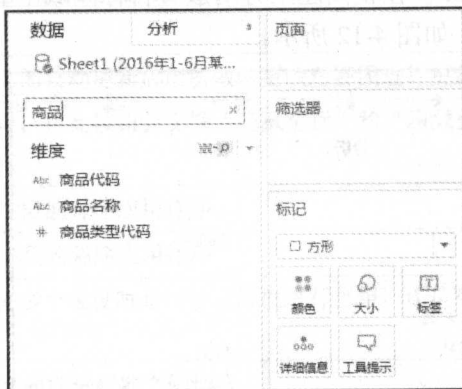 数据
分析
Sheet1 (2016年1-6月某...
商品
维度
Abc 商品代码
Abc 商品名称
# 商品类型代码
页面
筛选器
标记
方形
颜色
大小
标签
详细信息
工具提示